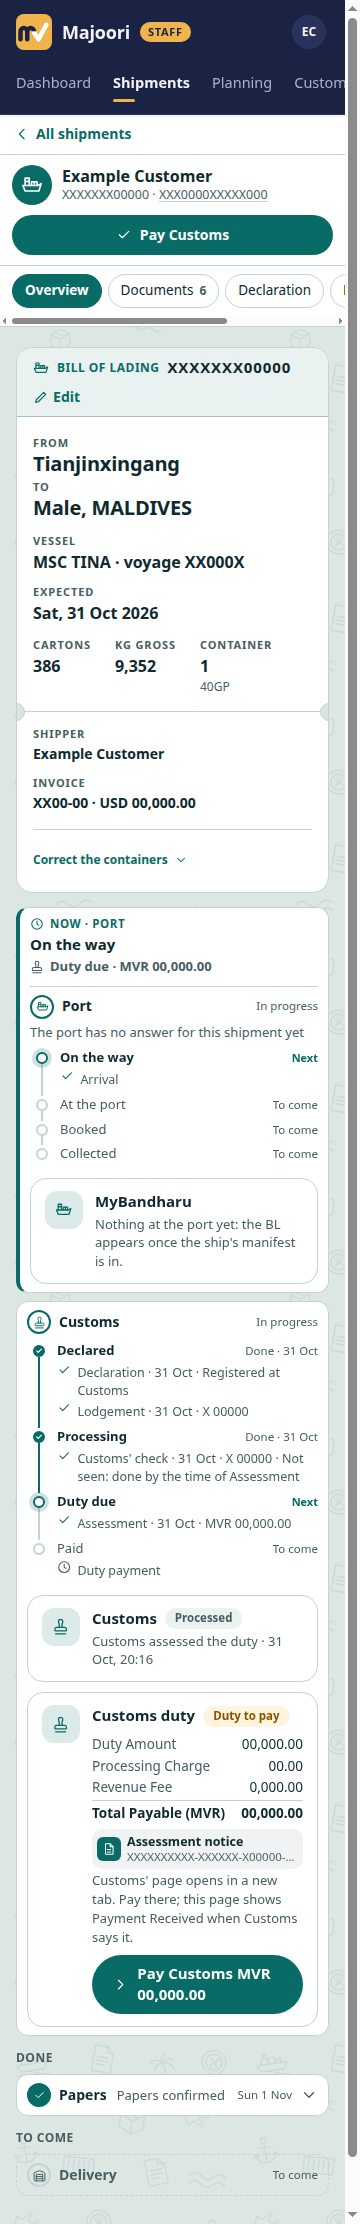 Majoori STAFF EC
Dashboard Shipments Planning Custom
All shipments
Example Customer
XXXXXXX00000 · XXX0000XXXXX000
Pay Customs
Overview Documents 6 Declaration
BILL OF LADING XXXXXXX00000
Edit
FROM
Tianjinxingang
TO
Male, MALDIVES
VESSEL
MSC TINA · voyage XX000X
EXPECTED
Sat, 31 Oct 2026
CARTONS KG GROSS CONTAINER
386 9,352 1
40GP
SHIPPER
Example Customer
INVOICE
XX00-00 · USD 00,000.00
Correct the containers
NOW · PORT
On the way
Duty due · MVR 00,000.00
Port In progress
The port has no answer for this shipment yet
On the way Next
Arrival
At the port To come
Booked To come
Collected To come
MyBandharu
Nothing at the port yet: the BL
appears once the ship's manifest
is in.
Customs In progress
Declared Done · 31 Oct
Declaration · 31 Oct · Registered at
Customs
Lodgement · 31 Oct · X 00000
Processing Done · 31 Oct
Customs' check · 31 Oct · X 00000 · Not
seen: done by the time of Assessment
Duty due Next
Assessment · 31 Oct · MVR 00,000.00
Paid To come
Duty payment
Customs Processed
Customs assessed the duty · 31
Oct, 20:16
Customs duty Duty to pay
Duty Amount 00,000.00
Processing Charge 00.00
Revenue Fee 0,000.00
Total Payable (MVR) 00,000.00
Assessment notice
XXXXXXXXXX-XXXXXX-X00000-...
Customs' page opens in a new
tab. Pay there; this page shows
Payment Received when Customs
says it.
Pay Customs MVR
00,000.00
DONE
Papers Papers confirmed Sun 1 Nov
TO COME
Delivery To come